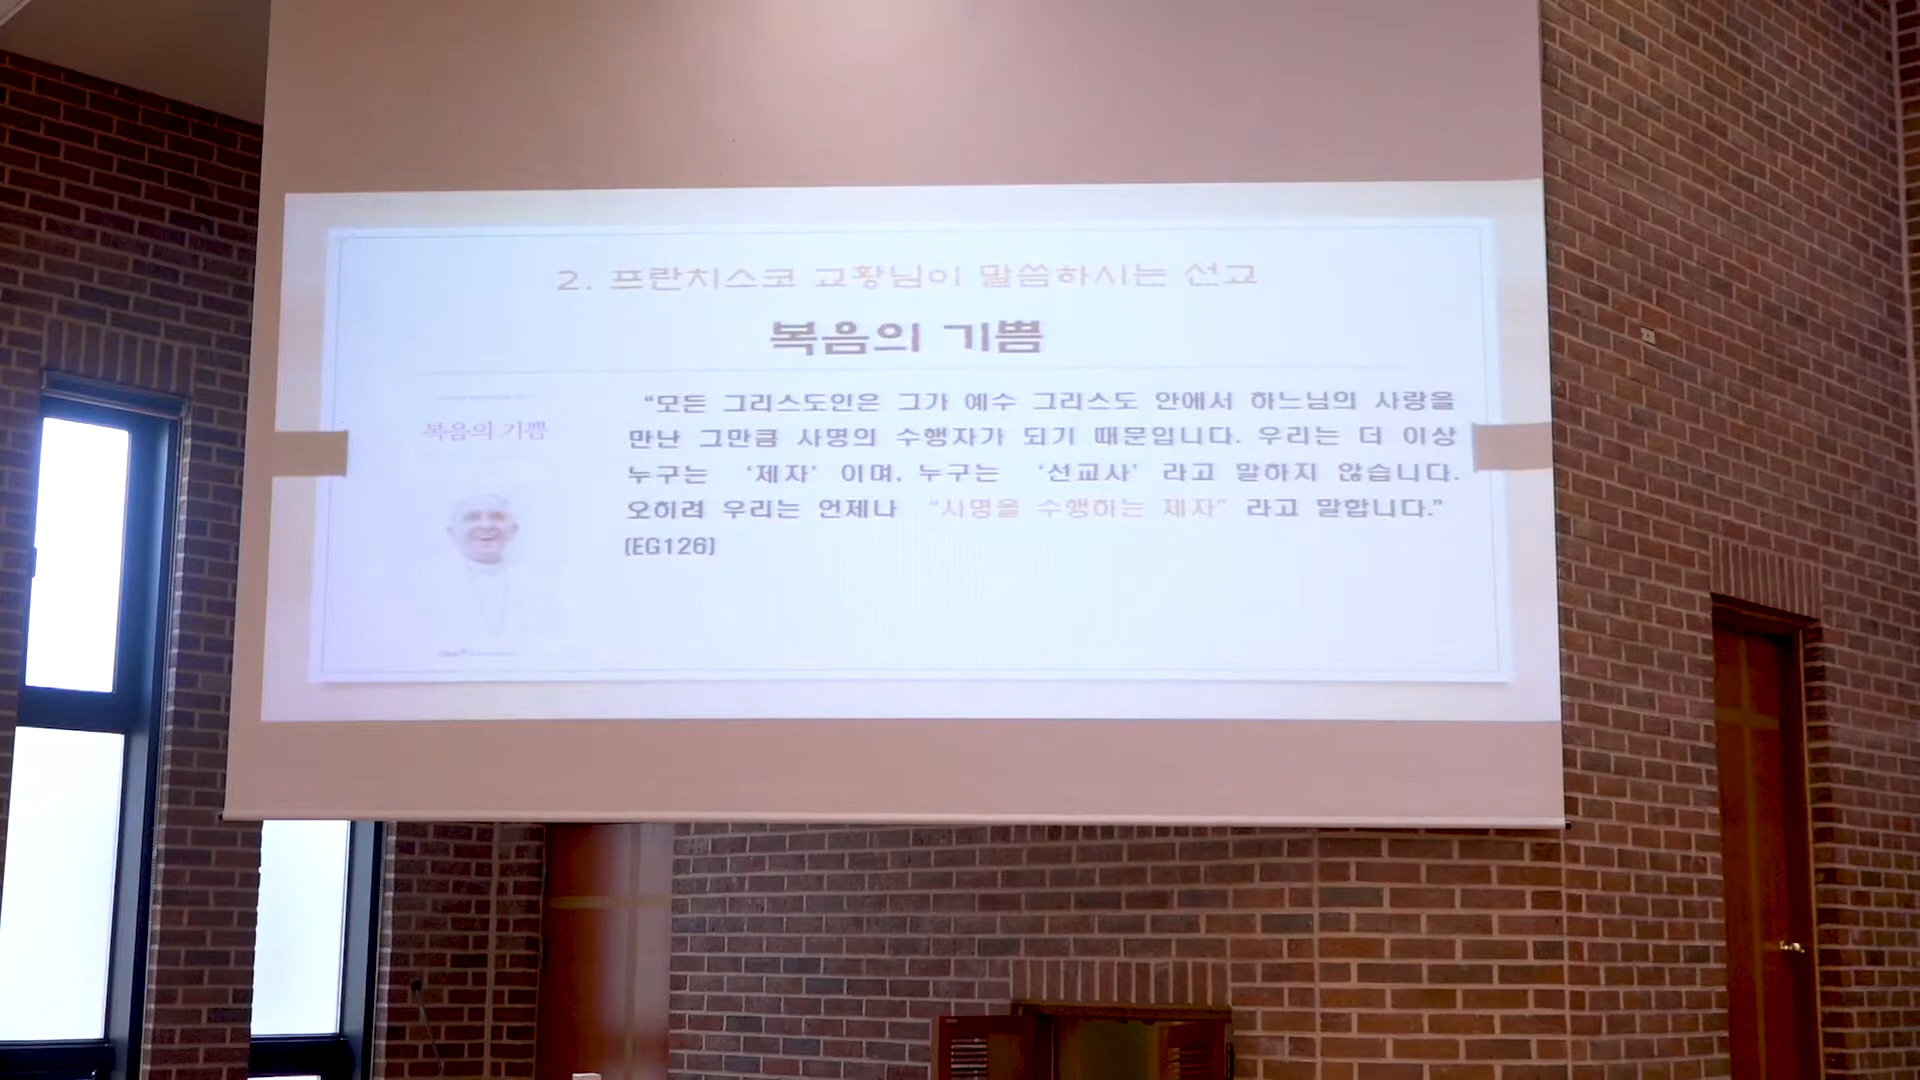 2. 프란치스코 교황님이 말씀하시는 선교
복음의 기쁨
복음의 기쁨
“모든 그리스도인은 그가 예수 그리스도 안에서 하느님의 사랑을
만난 그만큼 사명의 수행자가 되기 때문입니다. 우리는 더 이상
누구는 ‘제자’ 이며, 누구는 ‘선교사’ 라고 말하지 않습니다.
오히려 우리는 언제나 “사명을 수행하는 제자” 라고 말합니다.”
(EG126)